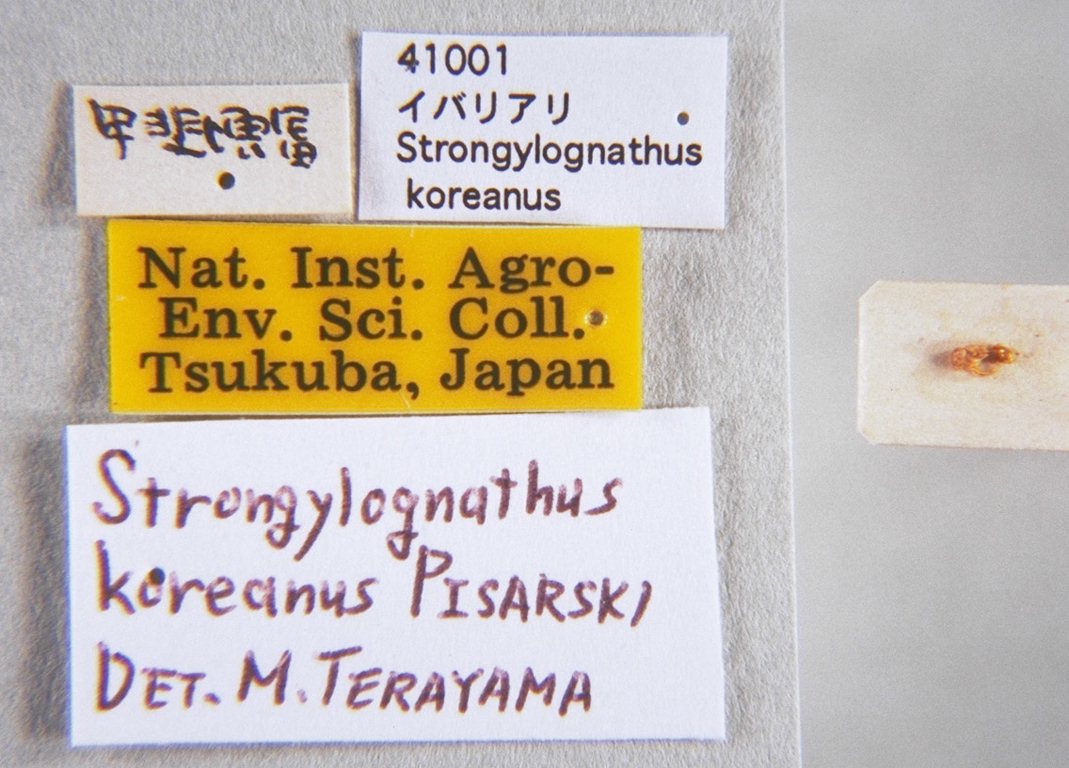 甲斐
41001
イバリアリ
Strongylognathus
koreanus
Nat. Inst. Agro-
Env. Sci. Coll.
Tsukuba, Japan
Strongylognathus
koreanus PISARSKI
DET. M. TERAYAMA